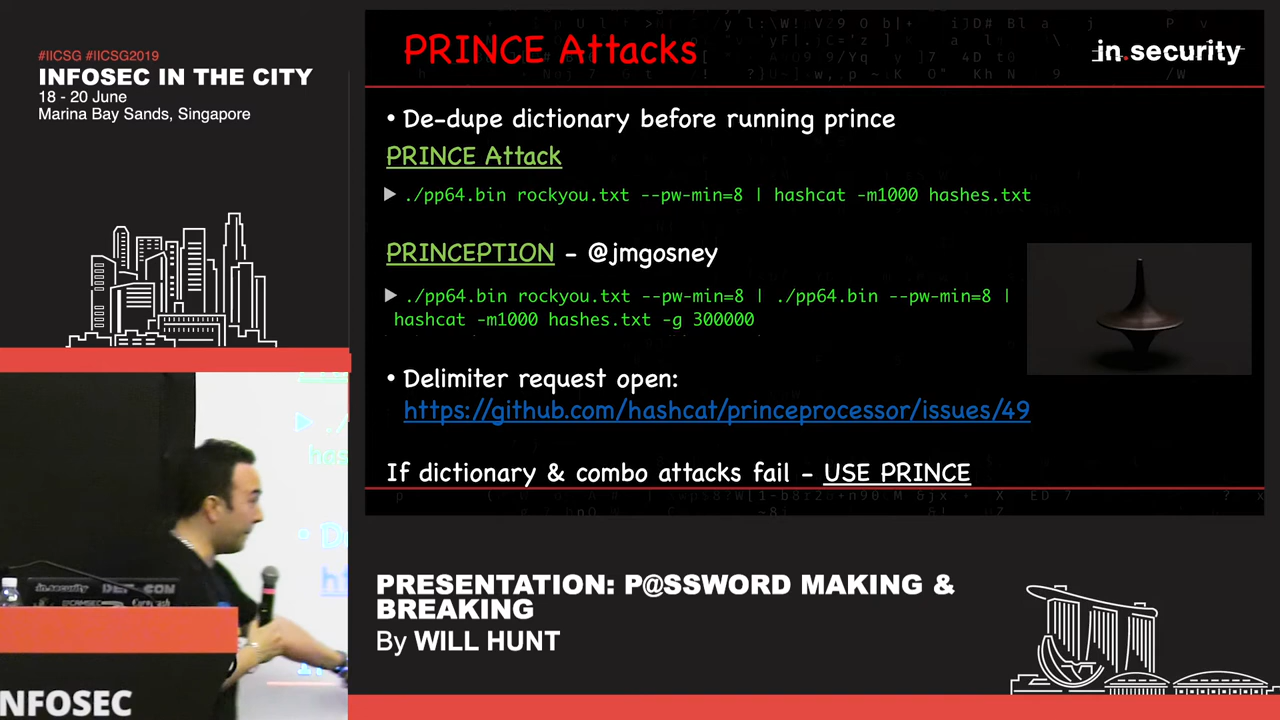 #IICSG #IICSG2019
INFOSEC IN THE CITY
18 - 20 June
Marina Bay Sands, Singapore
PRINCE Attacks
in.security
• De-dupe dictionary before running prince
PRINCE Attack
./pp64.bin rockyou.txt --pw-min=8 | hashcat -m1000 hashes.txt
PRINCEPTION - @jmgosney
./pp64.bin rockyou.txt --pw-min=8 | ./pp64.bin --pw-min=8 |
hashcat -m1000 hashes.txt -g 300000
• Delimiter request open:
https://github.com/hashcat/princeprocessor/issues/49
If dictionary & combo attacks fail - USE PRINCE
in.security
NFOSEC
PRESENTATION: P@SSWORD MAKING &
BREAKING
By WILL HUNT